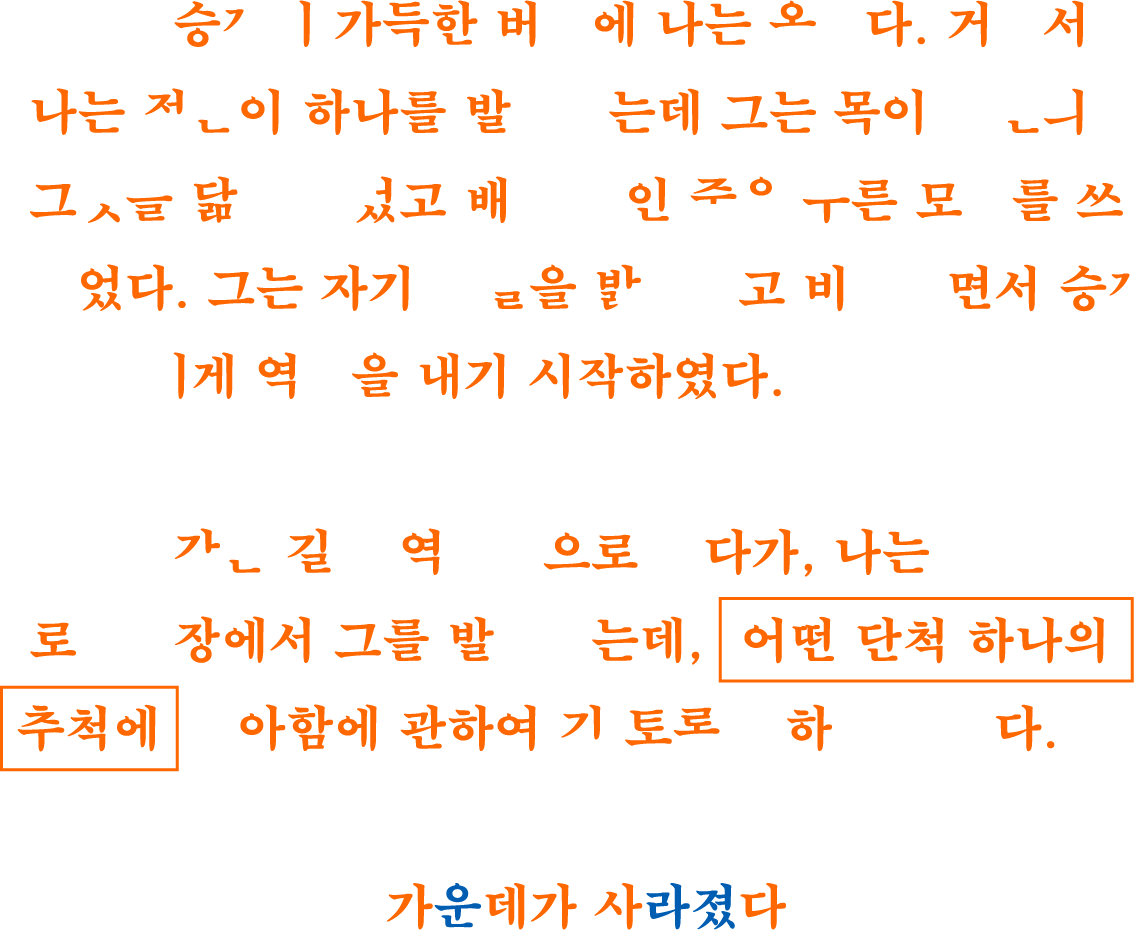 승ㄱ ㅣ 가득한 버 에 나는 오 다. 거 서
나는 저ㄴ이 하나를 발 는데 그는 목이 ㄴㅢ
그ㅅㅡㄹ 닮 섰고 배 인 주ㅇ ㅜ른 모 를 쓰
었다. 그는 자기 ㄹ을 밝 고 비 면서 승ㄱ
ㅣ게 역 을 내기 시작하였다.
가ㄴ 길 역 으로 다가, 나는
로 장에서 그를 발 는데, 어떤 단척 하나의
추척에 아함에 관하여 기 토로 하 다.
가운데가 사라졌다